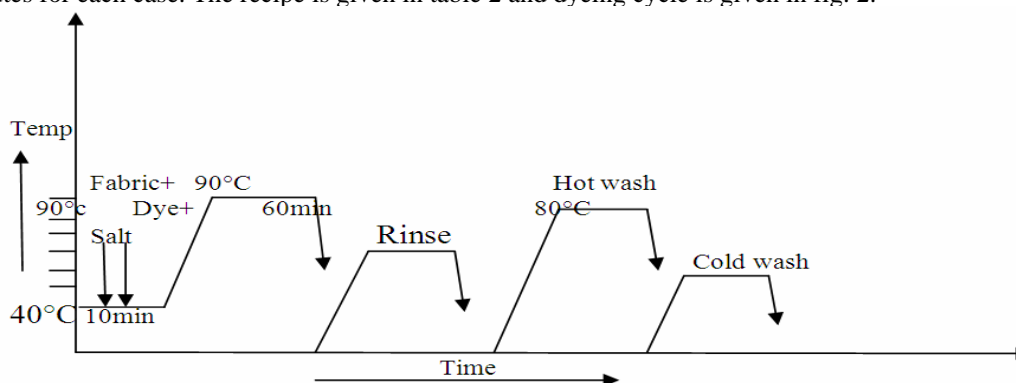 ates for each case. The recipe is given in table 2 and dyeing cycle is given in fig. 2.
Temp
Fabric+ 90°C
Hot wash
90°c Dye+ 60min 80°C
Salt Rinse
Cold wash
40°C 10min
Time